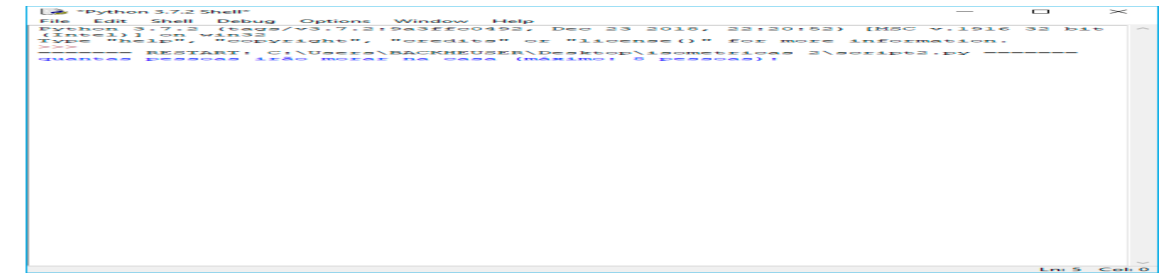 *Python 3.7.2 Shell*
File Edit Shell Debug Options Window Help
Python 3.7.2 (tags/v3.7.2:9a3ffc0492, Dec 23 2018, 22:20:52) [MSC v.1916 32 bit
(Intel)] on win32
Type "help", "copyright", "credits" or "license()" for more information.
>>>
======= RESTART: C:\Users\BACKHEUSER\Desktop\isometricas 2\script2.py =======
quantas pessoas irão morar na casa (máximo: 5 pessoas):
Ln: 5 Col: 0